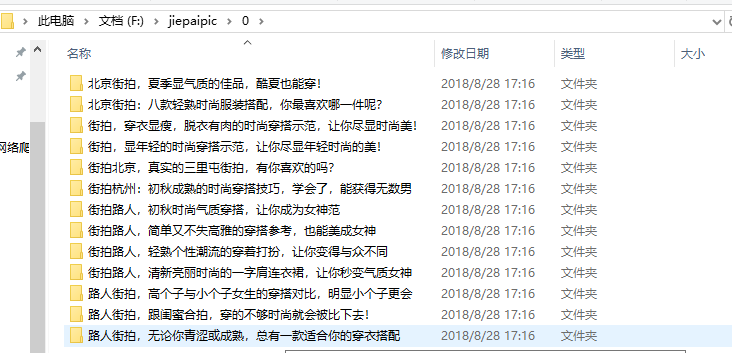 此电脑 > 文档 (F:) > jiepaipic > 0 >
名称 修改日期 类型 大小
北京街拍，夏季显气质的佳品，酷夏也能穿！ 2018/8/28 17:16 文件夹
北京街拍：八款轻熟时尚服装搭配，你最喜欢哪一件呢？ 2018/8/28 17:16 文件夹
街拍，穿衣显瘦，脱衣有肉的时尚穿搭示范，让你尽显时尚美！ 2018/8/28 17:16 文件夹
街拍，显年轻的时尚穿搭示范，让你尽显年轻时尚的美！ 2018/8/28 17:16 文件夹
网络爬
街拍北京，真实的三里屯街拍，有你喜欢的吗？ 2018/8/28 17:16 文件夹
街拍杭州：初秋成熟的时尚穿搭技巧，学会了，能获得无数男 2018/8/28 17:16 文件夹
街拍路人，初秋时尚气质穿搭，让你成为女神范 2018/8/28 17:16 文件夹
街拍路人，简单又不失高雅的穿搭参考，也能美成女神 2018/8/28 17:16 文件夹
街拍路人，轻熟个性潮流的穿着打扮，让你变得与众不同 2018/8/28 17:16 文件夹
街拍路人，清新亮丽时尚的一字肩连衣裙，让你秒变气质女神 2018/8/28 17:16 文件夹
路人街拍，高个子与小个子女生的穿搭对比，明显小个子更会 2018/8/28 17:16 文件夹
路人街拍，跟闺蜜合拍，穿的不够时尚就会被比下去！ 2018/8/28 17:16 文件夹
路人街拍，无论你青涩或成熟，总有一款适合你的穿衣搭配 2018/8/28 17:16 文件夹